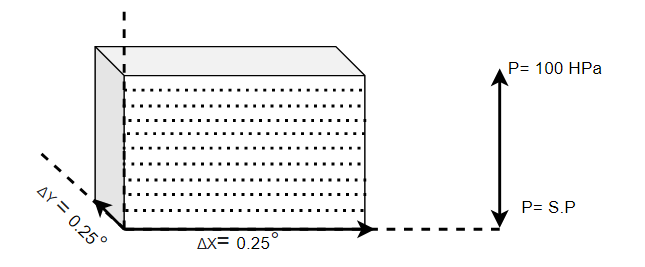 P= 100 HPa
P= S.P
ΔY = 0.25°
ΔX= 0.25°